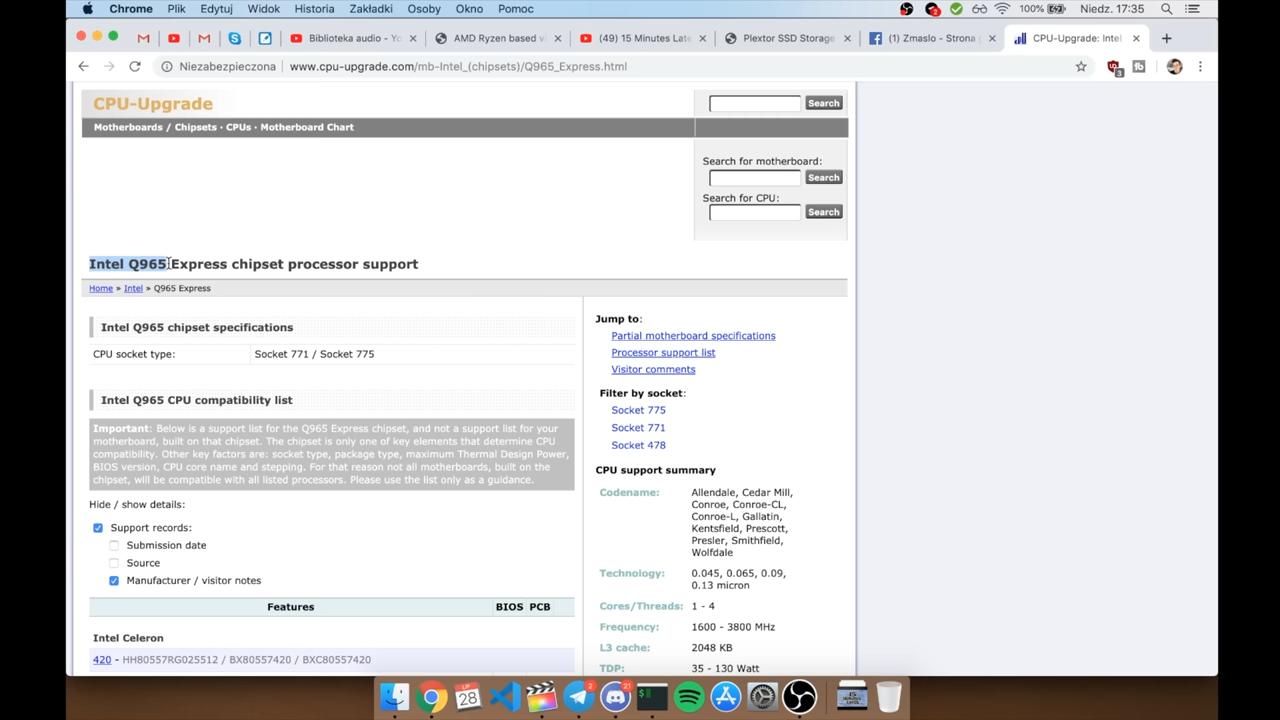 Chrome Plik Edytuj Widok Historia Zakładki Osoby Okno Pomoc 2 100% Niedz. 17:35
Biblioteka audio - Yo AMD Ryzen based v (49) 15 Minutes Late Plextor SSD Storage (1) Zmaslo - Strona g CPU-Upgrade: Intel
Niezabezpieczona www.cpu-upgrade.com/mb-Intel_(chipsets)/Q965_Express.html 3 fb
CPU-Upgrade
Search
Motherboards / Chipsets · CPUs · Motherboard Chart
Search for motherboard:
Search
Search for CPU:
Search
Intel Q965 Express chipset processor support
Home » Intel » Q965 Express
Intel Q965 chipset specifications
CPU socket type: Socket 771 / Socket 775
Intel Q965 CPU compatibility list
Important: Below is a support list for the Q965 Express chipset, and not a support list for your
motherboard, built on that chipset. The chipset is only one of key elements that determine CPU
compatibility. Other key factors are: socket type, package type, maximum Thermal Design Power,
BIOS version, CPU core name and stepping. For that reason not all motherboards, built on the
chipset, will be compatible with all listed processors. Please use the list only as a guidance.
Hide / show details:
Support records:
Submission date
Source
Manufacturer / visitor notes
Features BIOS PCB
Intel Celeron
420 - HH80557RG025512 / BX80557420 / BXC80557420
Jump to:
Partial motherboard specifications
Processor support list
Visitor comments
Filter by socket:
Socket 775
Socket 771
Socket 478
CPU support summary
Codename: Allendale, Cedar Mill,
Conroe, Conroe-CL,
Conroe-L, Gallatin,
Kentsfield, Prescott,
Presler, Smithfield,
Wolfdale
Technology: 0.045, 0.065, 0.09,
0.13 micron
Cores/Threads: 1 - 4
Frequency: 1600 - 3800 MHz
L3 cache: 2048 KB
TDP: 35 - 130 Watt
28 2 21